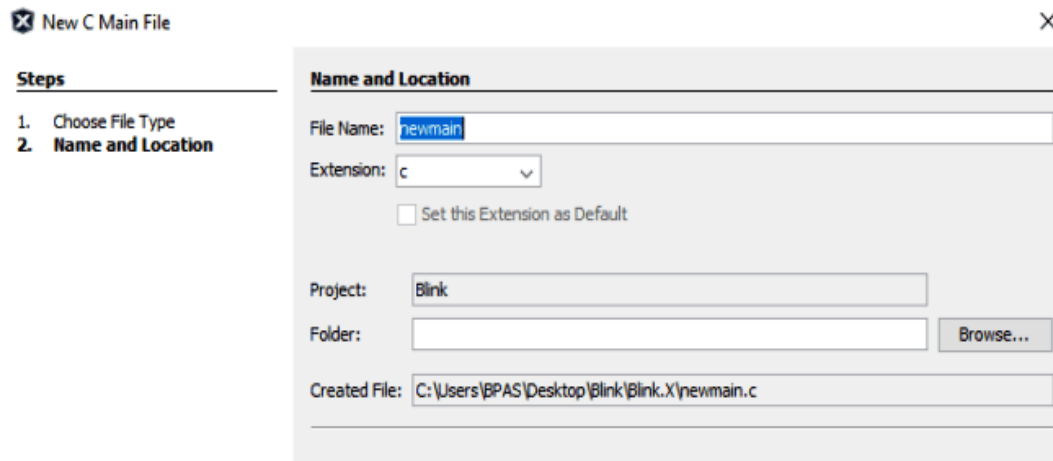 New C Main File
Steps
1. Choose File Type
2. Name and Location
Name and Location
File Name: newmain
Extension: c
Set this Extension as Default
Project: Blink
Folder:
Browse...
Created File: C:\Users\BPAS\Desktop\Blink\Blink.X\newmain.c